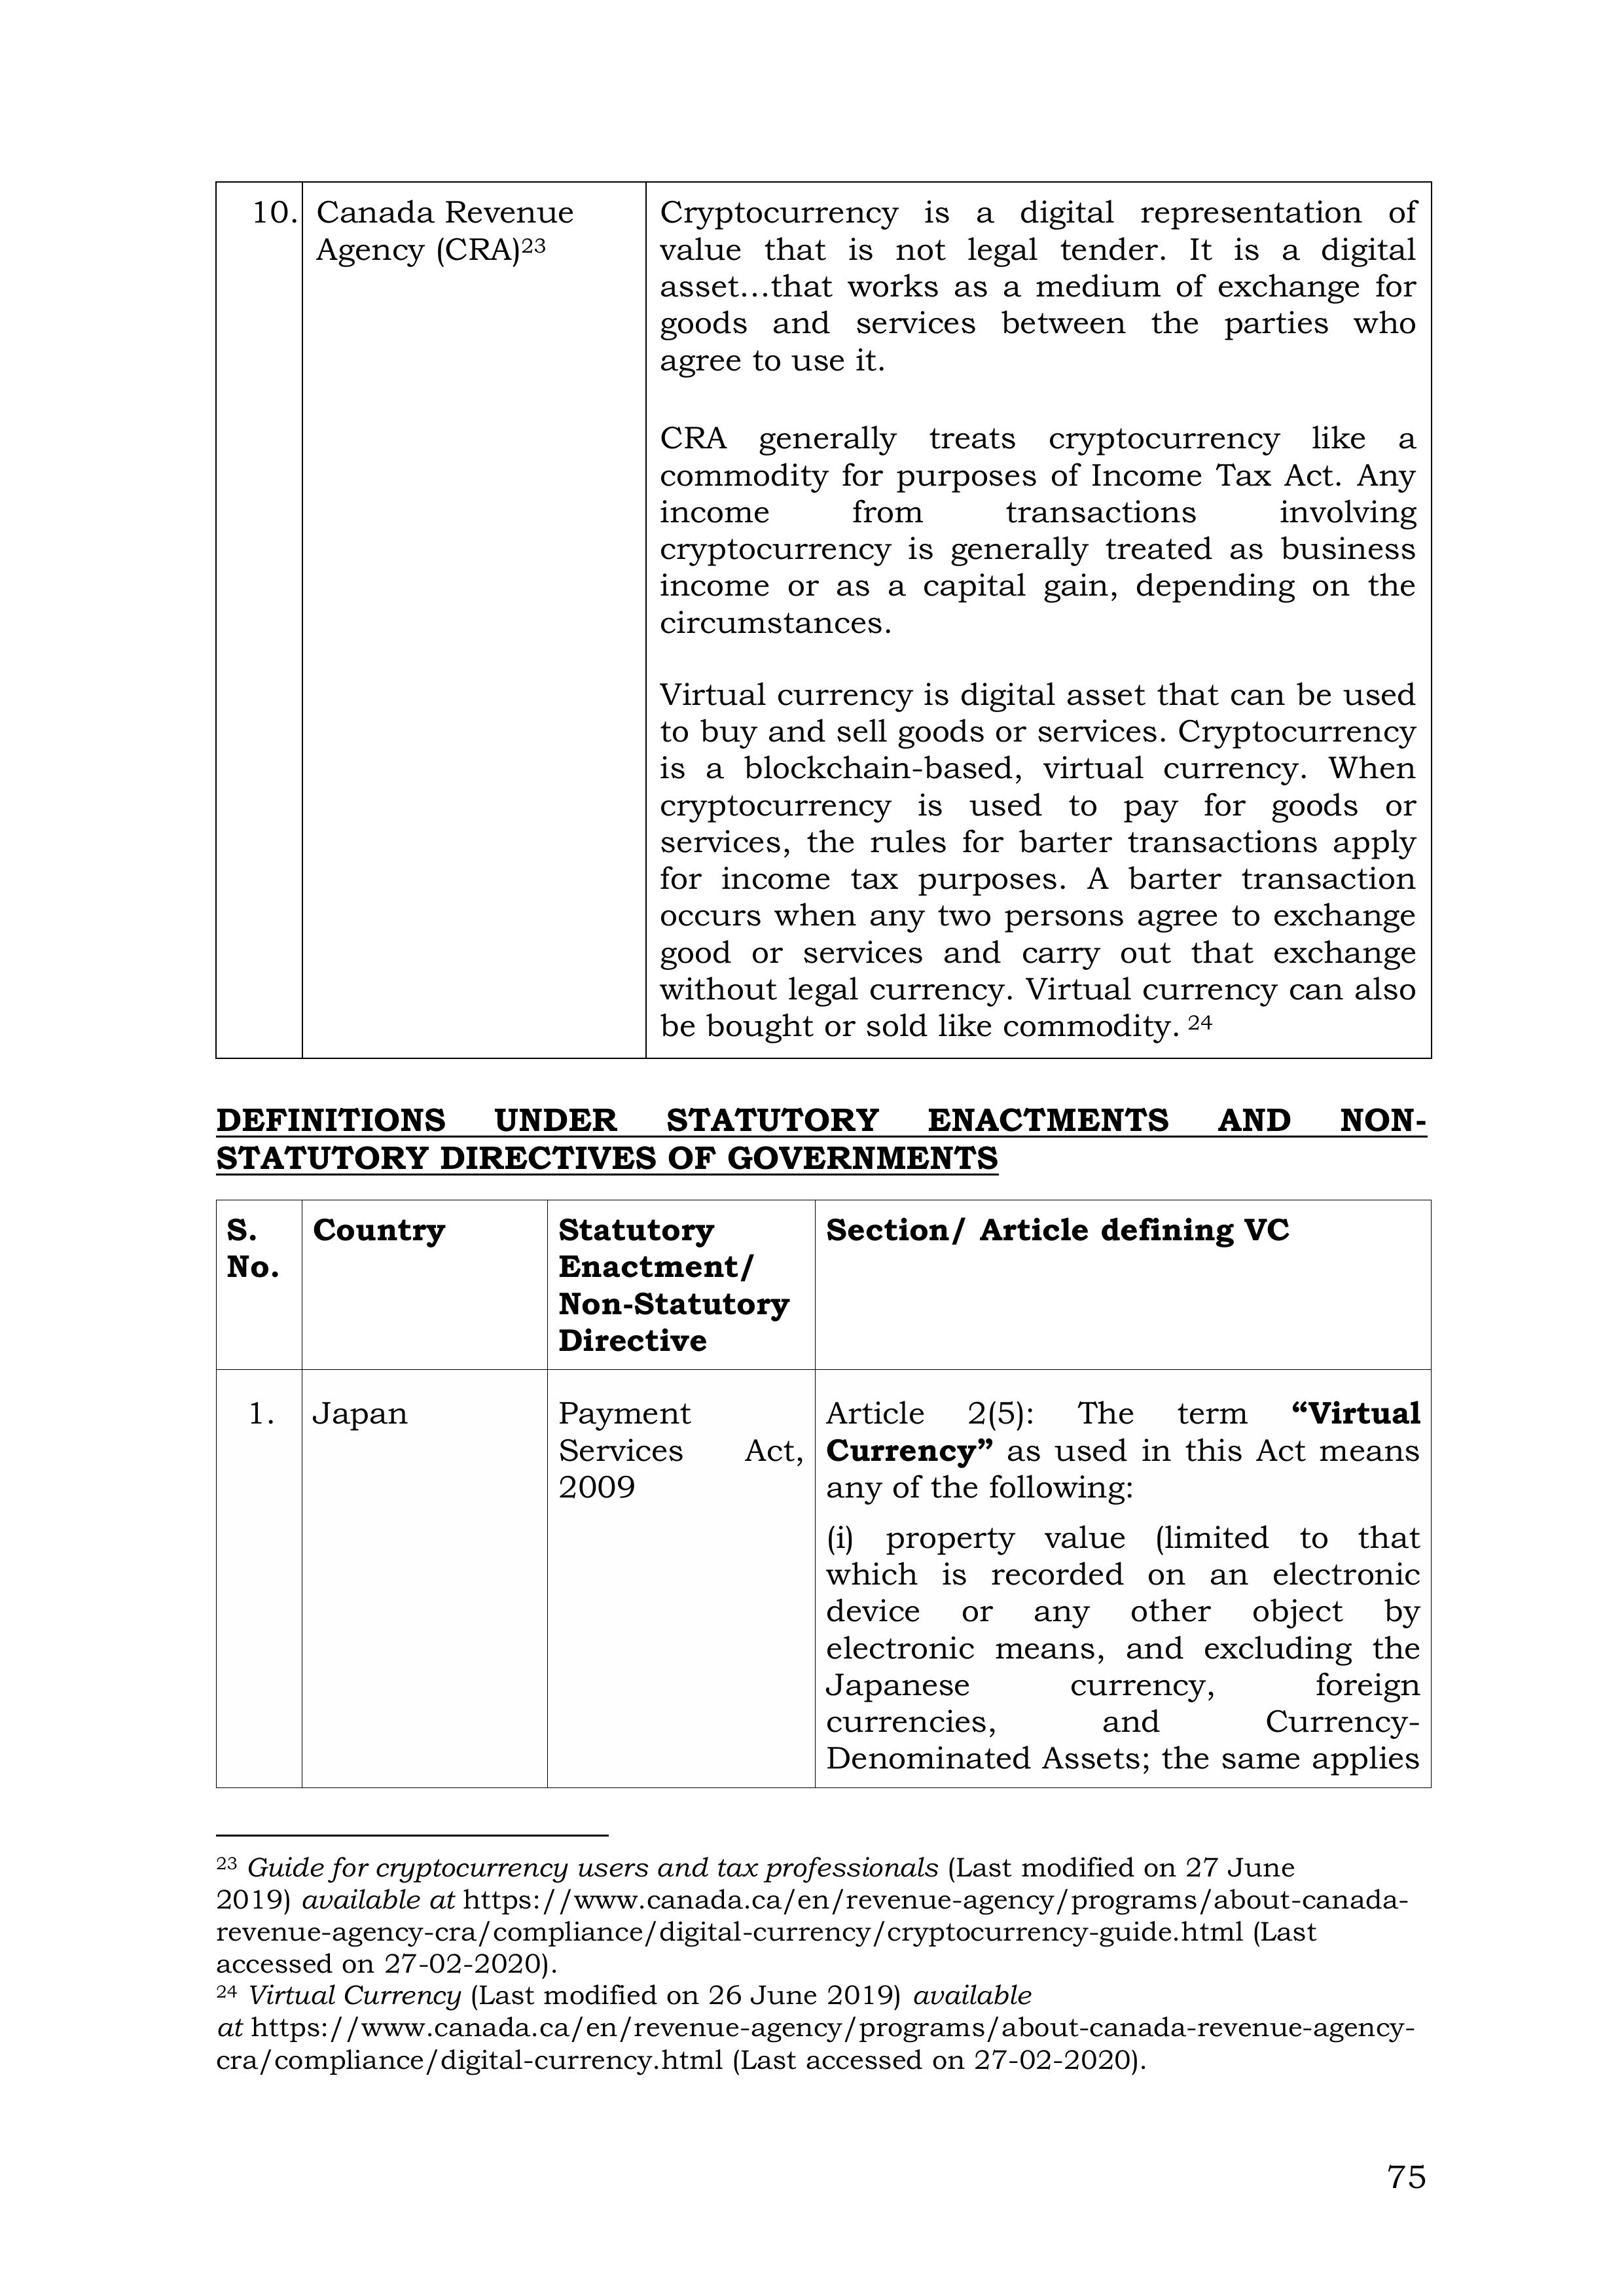 10. Canada Revenue
Agency (CRA)23
Cryptocurrency is a digital representation of
value that is not legal tender. It is a digital
asset…that works as a medium of exchange for
goods and services between the parties who
agree to use it.
CRA generally treats cryptocurrency like a
commodity for purposes of Income Tax Act. Any
income from transactions involving
cryptocurrency is generally treated as business
income or as a capital gain, depending on the
circumstances.
Virtual currency is digital asset that can be used
to buy and sell goods or services. Cryptocurrency
is a blockchain-based, virtual currency. When
cryptocurrency is used to pay for goods or
services, the rules for barter transactions apply
for income tax purposes. A barter transaction
occurs when any two persons agree to exchange
good or services and carry out that exchange
without legal currency. Virtual currency can also
be bought or sold like commodity. 24
DEFINITIONS UNDER STATUTORY ENACTMENTS AND NON-
STATUTORY DIRECTIVES OF GOVERNMENTS
S.
No.
Country
Statutory
Enactment/
Non-Statutory
Directive
Section/ Article defining VC
1.
Japan
Payment
Services Act,
2009
Article 2(5): The term “Virtual
Currency” as used in this Act means
any of the following:
(i) property value (limited to that
which is recorded on an electronic
device or any other object by
electronic means, and excluding the
Japanese currency, foreign
currencies, and Currency-
Denominated Assets; the same applies
23 Guide for cryptocurrency users and tax professionals (Last modified on 27 June
2019) available at https://www.canada.ca/en/revenue-agency/programs/about-canada-
revenue-agency-cra/compliance/digital-currency/cryptocurrency-guide.html (Last
accessed on 27-02-2020).
24 Virtual Currency (Last modified on 26 June 2019) available
at https://www.canada.ca/en/revenue-agency/programs/about-canada-revenue-agency-
cra/compliance/digital-currency.html (Last accessed on 27-02-2020).
75